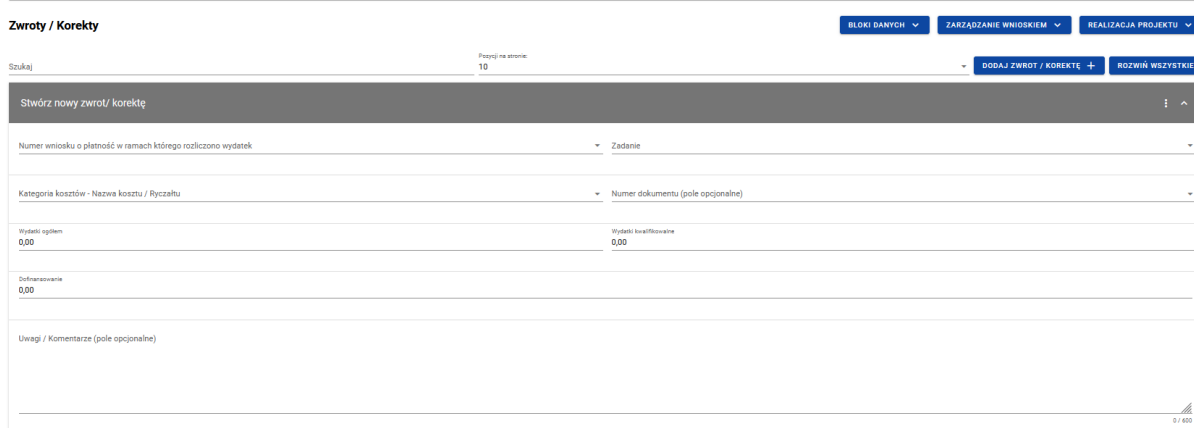 Zwroty / Korekty
BLOKI DANYCH
ZARZĄDZANIE WNIOSKIEM
REALIZACJA PROJEKTU
Szukaj
Pozycji na stronie:
10
DODAJ ZWROT / KOREKTĘ +
ROZWIŃ WSZYSTKIE
Stwórz nowy zwrot/ korektę
Numer wniosku o płatność w ramach którego rozliczono wydatek
Zadanie
Kategoria kosztów - Nazwa kosztu / Ryczałtu
Numer dokumentu (pole opcjonalne)
Wydatki ogółem
0,00
Wydatki kwalifikowalne
0,00
Dofinansowanie
0,00
Uwagi / Komentarze (pole opcjonalne)
0 / 600